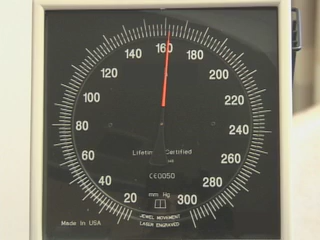 160
140 180
120 200
100 220
80 240
60 260
40 280
20 300
Lifetime Certified
CE0050
mm Hg
JEWEL MOVEMENT
LASER ENGRAVED
Made In USA